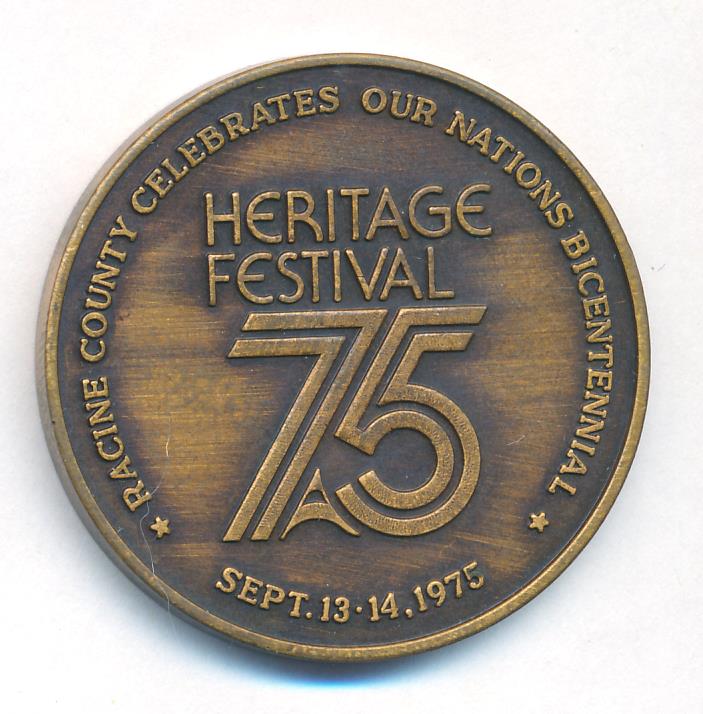 RACINE COUNTY CELEBRATES OUR NATIONS BICENTENNIAL
HERITAGE
FESTIVAL
75
SEPT. 13·14, 1975